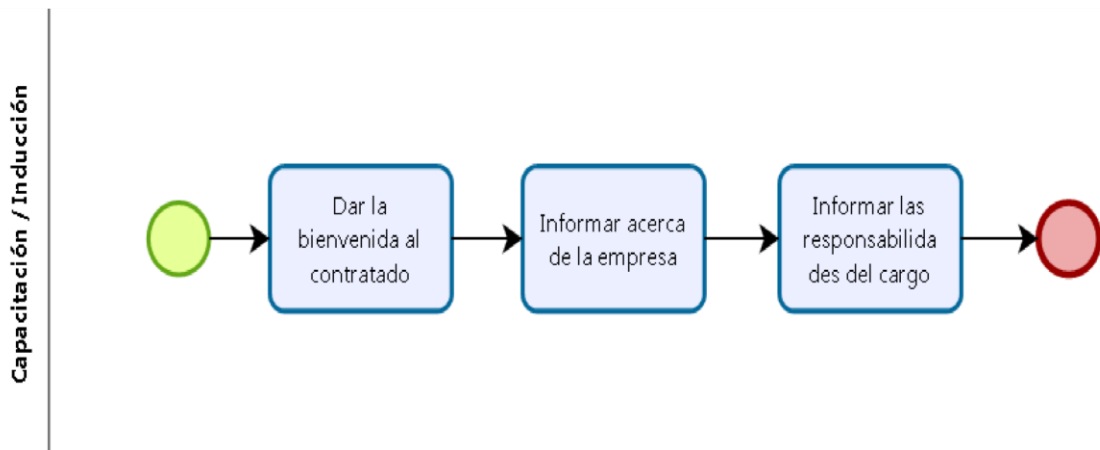 Capacitación / Inducción
Dar la
bienvenida al
contratado
Informar acerca
de la empresa
Informar las
responsabilida
des del cargo